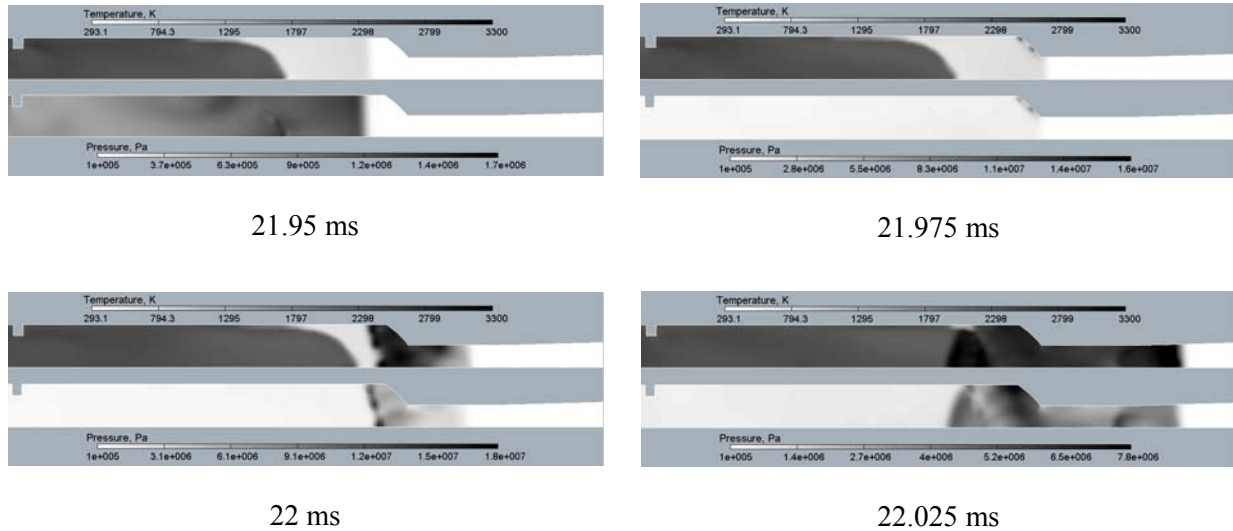 Temperature, K
293.1 794.3 1295 1797 2298 2799 3300
Pressure, Pa
1e+005 3.7e+005 6.3e+005 9e+005 1.2e+006 1.4e+006 1.7e+006
21.95 ms
Temperature, K
293.1 794.3 1295 1797 2298 2799 3300
Pressure, Pa
1e+005 2.8e+006 5.5e+006 8.3e+006 1.1e+007 1.4e+007 1.6e+007
21.975 ms
Temperature, K
293.1 794.3 1295 1797 2298 2799 3300
Pressure, Pa
1e+005 3.1e+006 6.1e+006 9.1e+006 1.2e+007 1.5e+007 1.8e+007
22 ms
Temperature, K
293.1 794.3 1295 1797 2298 2799 3300
Pressure, Pa
1e+005 1.4e+006 2.7e+006 4e+006 5.2e+006 6.5e+006 7.8e+006
22.025 ms